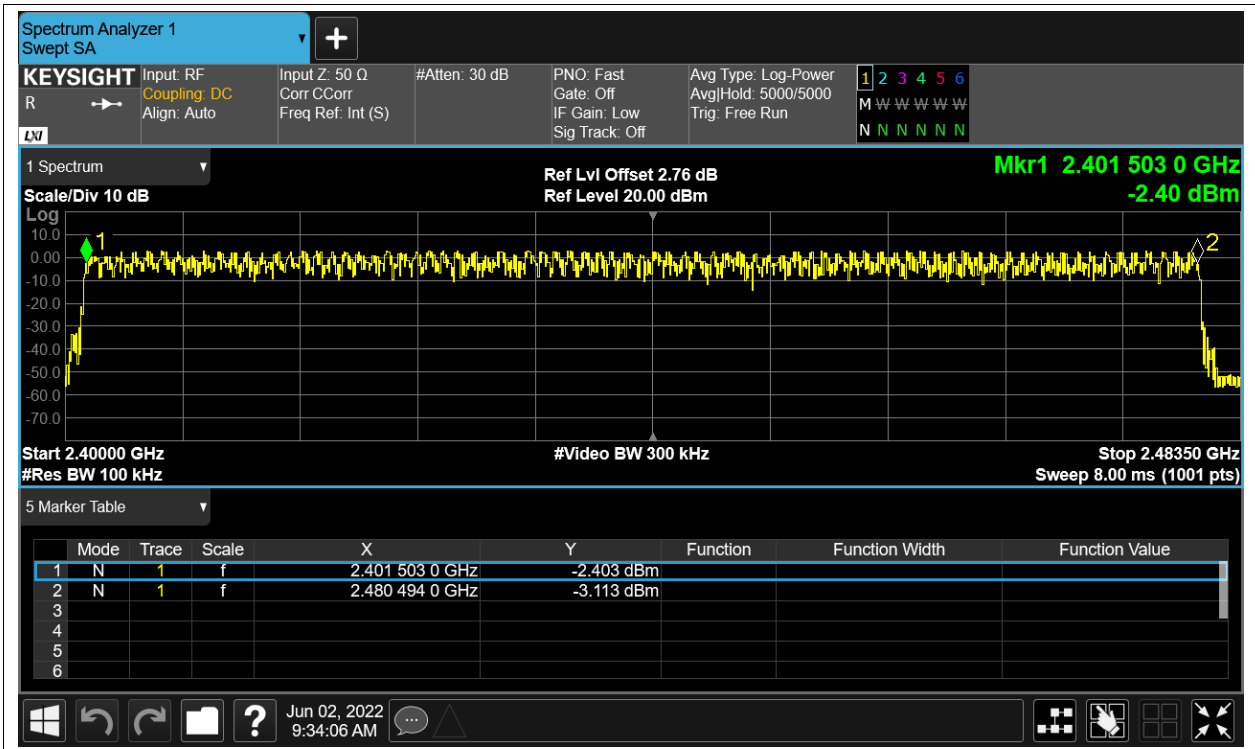 Spectrum Analyzer 1
Swept SA
+
KEYSIGHT Input: RF Input Z: 50 Ω #Atten: 30 dB PNO: Fast Avg Type: Log-Power 1 2 3 4 5 6
R Coupling: DC Corr CCorr Gate: Off Avg|Hold: 5000/5000 M W W W W W
Align: Auto Freq Ref: Int (S) IF Gain: Low Trig: Free Run
LXI Sig Track: Off N N N N N N
1 Spectrum Ref Lvl Offset 2.76 dB Mkr1 2.401 503 0 GHz
Scale/Div 10 dB Ref Level 20.00 dBm -2.40 dBm
Log
10.0 1 2
0.00
-10.0
-20.0
-30.0
-40.0
-50.0
-60.0
-70.0
Start 2.40000 GHz #Video BW 300 kHz Stop 2.48350 GHz
#Res BW 100 kHz Sweep 8.00 ms (1001 pts)
5 Marker Table
Mode Trace Scale X Y Function Function Width Function Value
1 N 1 f 2.401 503 0 GHz -2.403 dBm
2 N 1 f 2.480 494 0 GHz -3.113 dBm
3
4
5
6
? Jun 02, 2022
9:34:06 AM